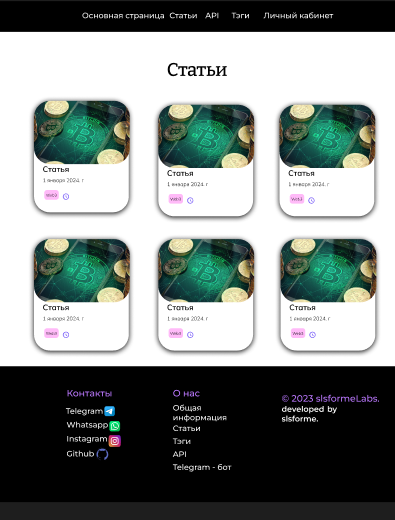 Основная страница Статьи API Тэги Личный кабинет
Статьи
Статья
1 января 2024. г
Web3
Статья
1 января 2024. г
Web3
Статья
1 января 2024. г
Web3
Статья
1 января 2024. г
Web3
Статья
1 января 2024. г
Web3
Статья
1 января 2024. г
Web3
Контакты
Telegram
Whatsapp
Instagram
Github
О нас
Общая
информация
Статьи
Тэги
API
Telegram - бот
© 2023 slsformeLabs.
developed by
slsforme.